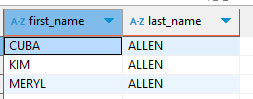 A-Z first_name A-Z last_name
CUBA ALLEN
KIM ALLEN
MERYL ALLEN